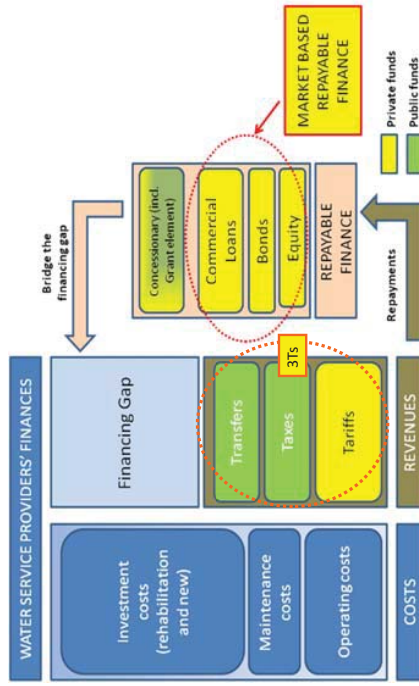 WATER SERVICE PROVIDERS' FINANCES
Investment
costs
(rehabilitation
and new)
Maintenance
costs
Operating costs
COSTS
Financing Gap
Transfers
Taxes
Tariffs
3Ts
REVENUES
Bridge the
financing gap
Concessionary (incl.
Grant element)
Commercial
Loans
Bonds
Equity
REPAYABLE
FINANCE
Repayments
MARKET BASED
REPAYABLE
FINANCE
Private funds
Public funds